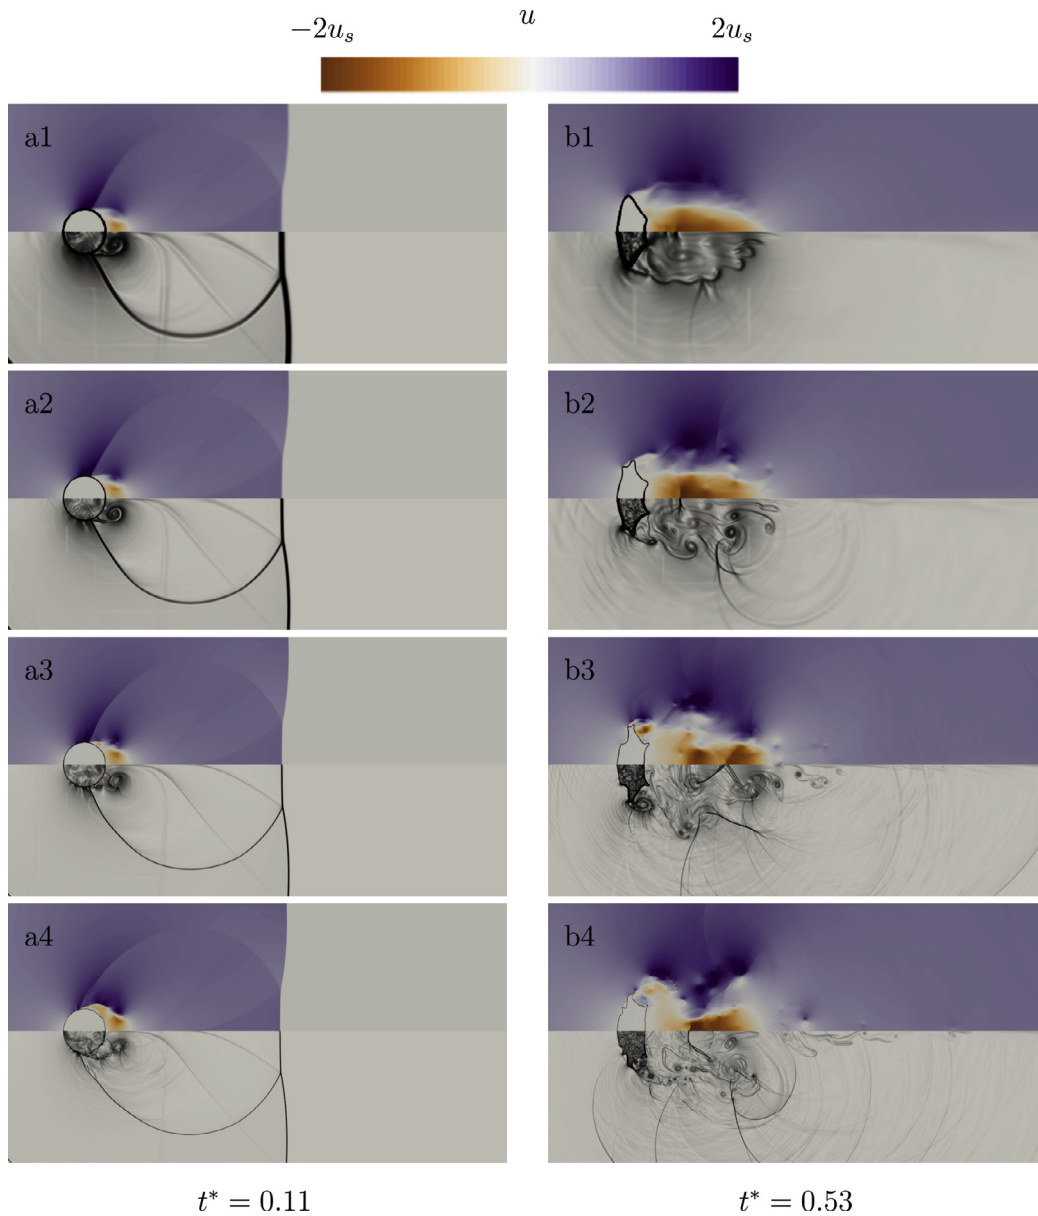 u
−2u_s 2u_s
a1 b1
a2 b2
a3 b3
a4 b4
t* = 0.11 t* = 0.53